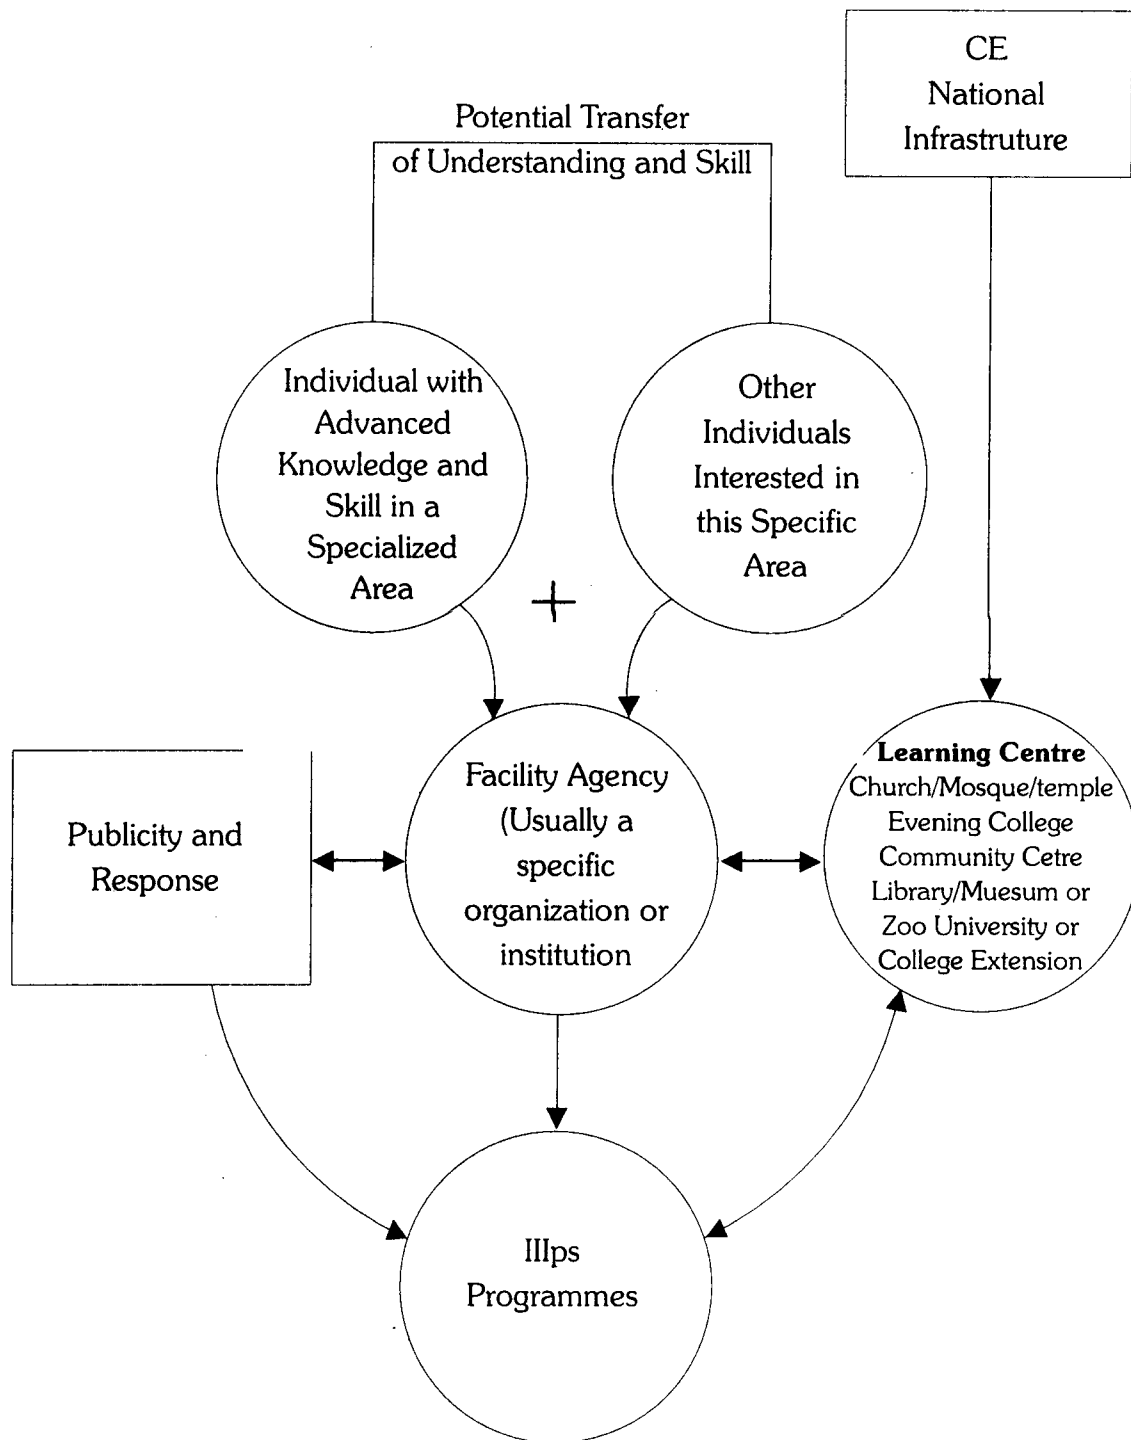 CE
National
Infrastruture
Potential Transfer
of Understanding and Skill
Individual with
Advanced
Knowledge and
Skill in a
Specialized
Area
Other
Individuals
Interested in
this Specific
Area
+
Publicity and
Response
Facility Agency
(Usually a
specific
organization or
institution
Learning Centre
Church/Mosque/temple
Evening College
Community Cetre
Library/Muesum or
Zoo University or
College Extension
IIIps
Programmes